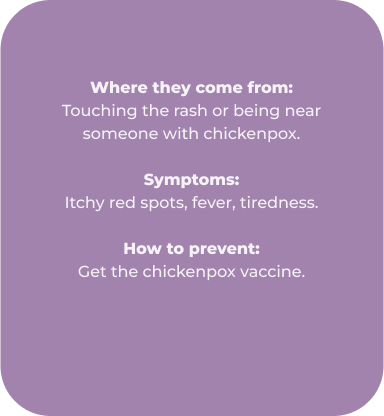 Where they come from:
Touching the rash or being near
someone with chickenpox.
Symptoms:
Itchy red spots, fever, tiredness.
How to prevent:
Get the chickenpox vaccine.